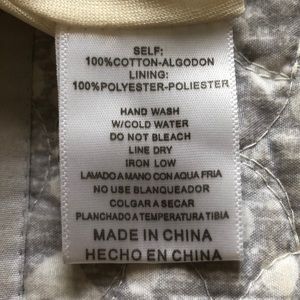 SELF:
100%COTTON-ALGODON
LINING:
100%POLYESTER-POLIESTER
HAND WASH
W/COLD WATER
DO NOT BLEACH
LINE DRY
IRON LOW
LAVADO A MANO CON AQUA FRIA
NO USE BLANQUEADOR
COLGAR A SECAR
PLANCHADO A TEMPERATURA TIBIA
MADE IN CHINA
HECHO EN CHINA